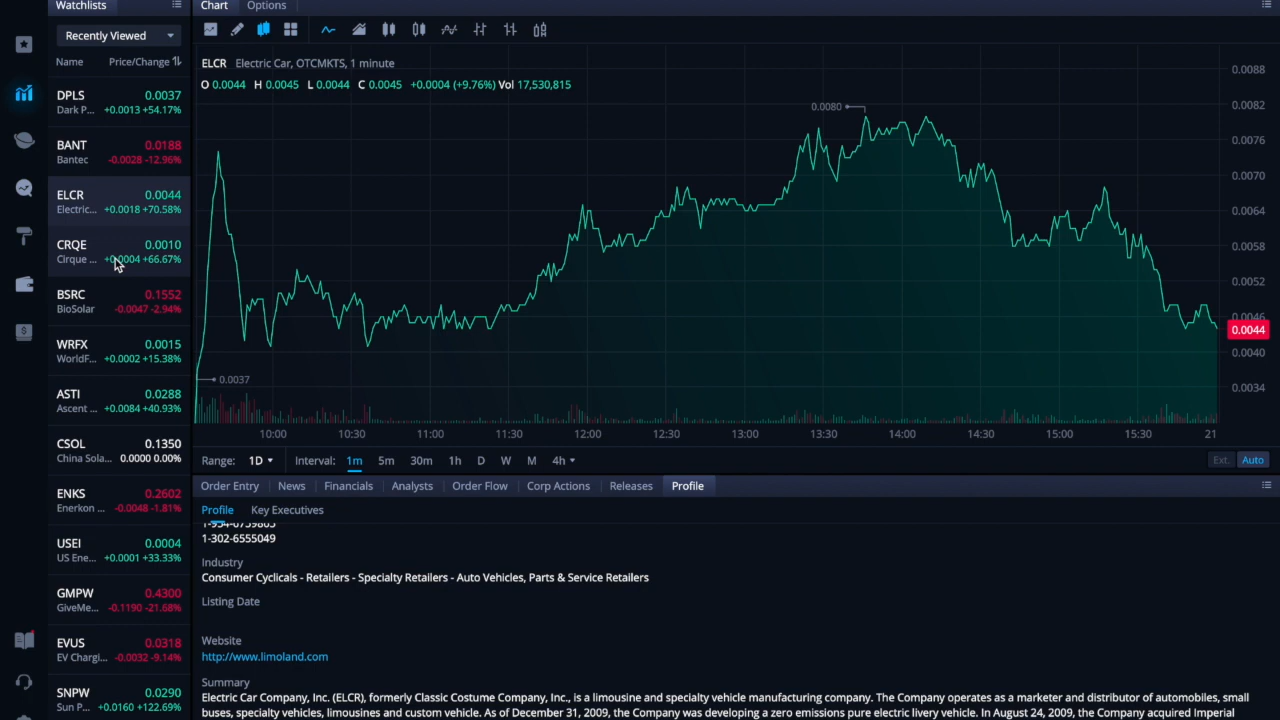 Watchlists
Recently Viewed
Name Price/Change
DPLS 0.0037
Dark P... +0.0013 +54.17%
BANT 0.0188
Bantec -0.0028 -12.96%
ELCR 0.0044
Electric... +0.0018 +70.58%
CRQE 0.0010
Cirque ... +0.0004 +66.67%
BSRC 0.1552
BioSolar -0.0047 -2.94%
WRFX 0.0015
WorldF... +0.0002 +15.38%
ASTI 0.0288
Ascent ... +0.0084 +40.93%
CSOL 0.1350
China Sola... 0.0000 0.00%
ENKS 0.2602
Enerkon ... -0.0048 -1.81%
USEI 0.0004
US Ene... +0.0001 +33.33%
GMPW 0.4300
GiveMe... -0.1190 -21.68%
EVUS 0.0318
EV Chargi... -0.0032 -9.14%
SNPW 0.0290
Sun P... +0.0160 +122.69%
Chart Options
ELCR Electric Car, OTCMKTS, 1 minute
O 0.0044 H 0.0045 L 0.0044 C 0.0045 +0.0004 (+9.76%) Vol 17,530,815
0.0088
0.0082
0.0080
0.0076
0.0070
0.0064
0.0058
0.0052
0.0046
0.0044
0.0040
0.0037
0.0034
10:00 10:30 11:00 11:30 12:00 12:30 13:00 13:30 14:00 14:30 15:00 15:30 21
Range: 1D Interval: 1m 5m 30m 1h D W M 4h Ext. Auto
Order Entry News Financials Analysts Order Flow Corp Actions Releases Profile
Profile Key Executives
1-302-6555049
Industry
Consumer Cyclicals - Retailers - Specialty Retailers - Auto Vehicles, Parts & Service Retailers
Listing Date
Website
http://www.limoland.com
Summary
Electric Car Company, Inc. (ELCR), formerly Classic Costume Company, Inc., is a limousine and specialty vehicle manufacturing company. The Company operates as a marketer and distributor of automobiles, small
buses, specialty vehicles, limousines and custom vehicle. As of December 31, 2009, the Company was developing a zero emissions pure electric livery vehicle. In August 24, 2009, the Company acquired Imperial